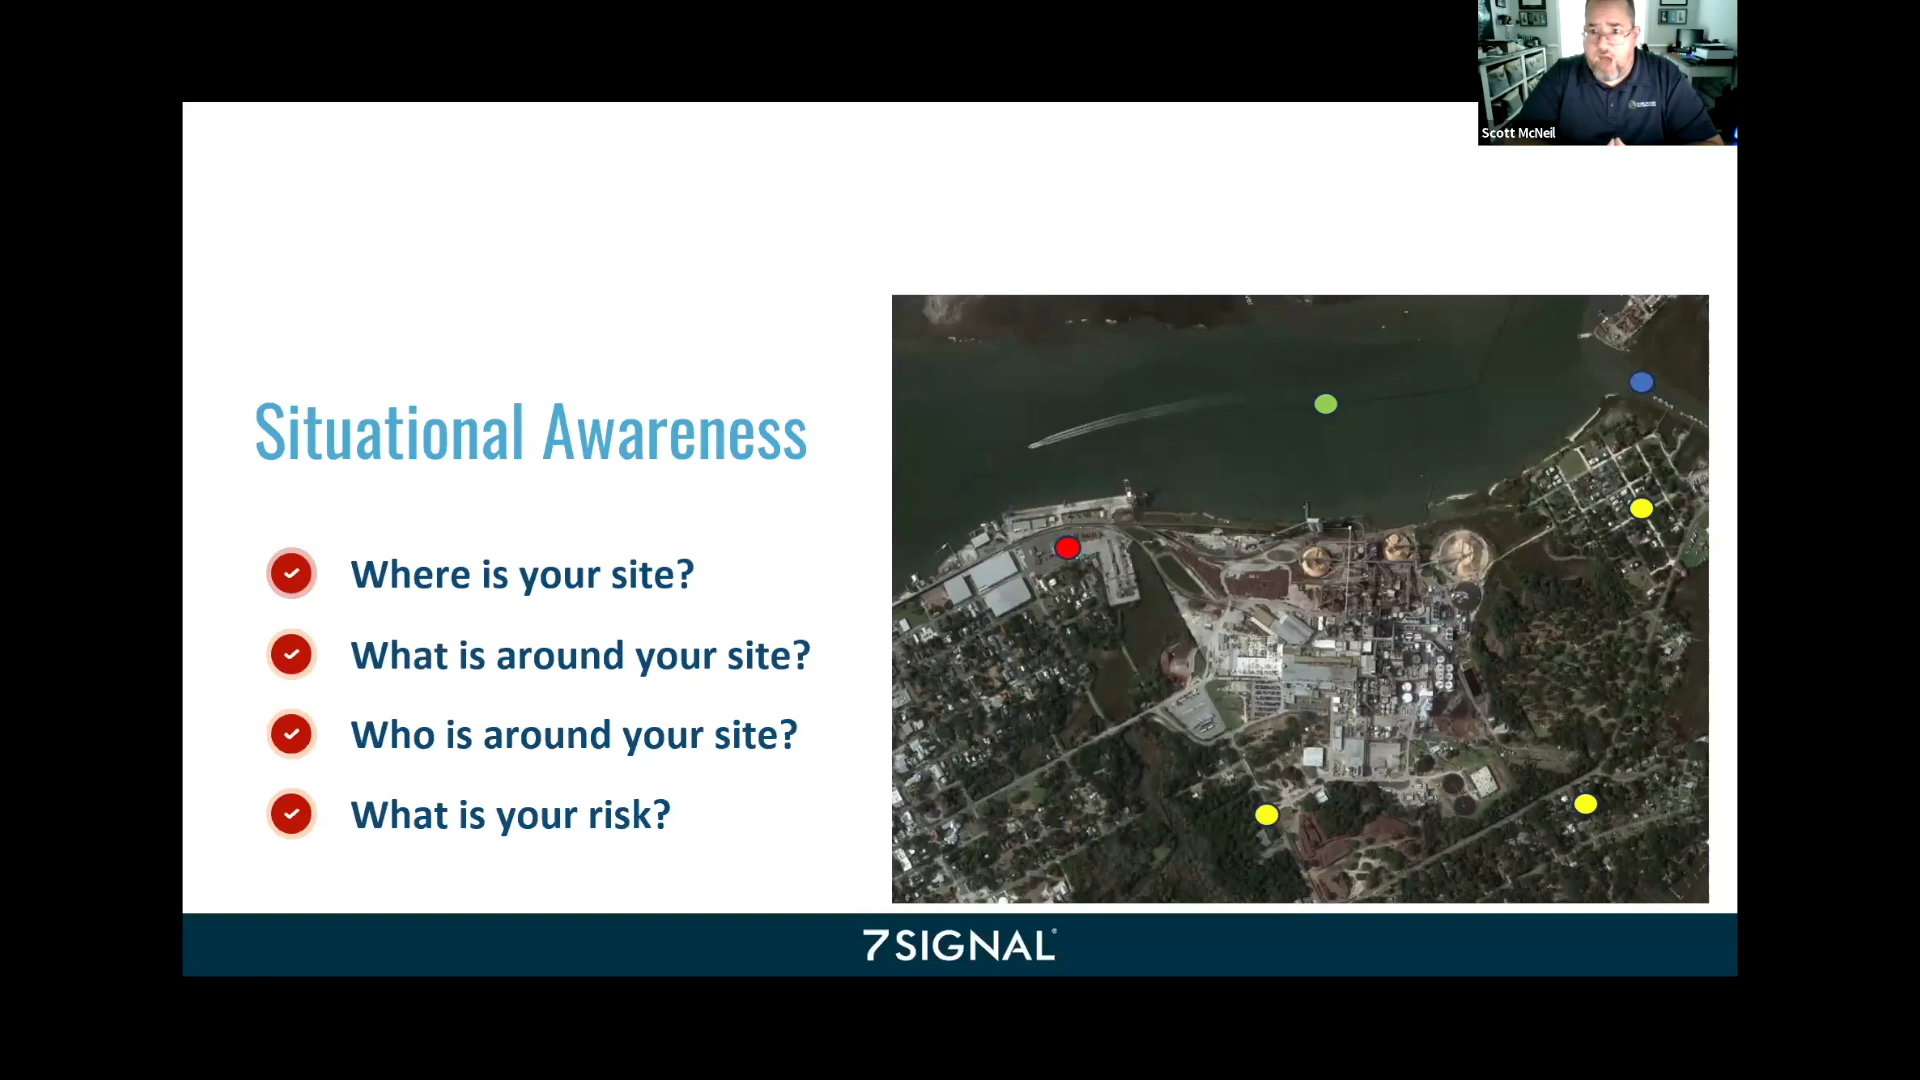 Scott McNeil
Situational Awareness
Where is your site?
What is around your site?
Who is around your site?
What is your risk?
7SIGNAL®